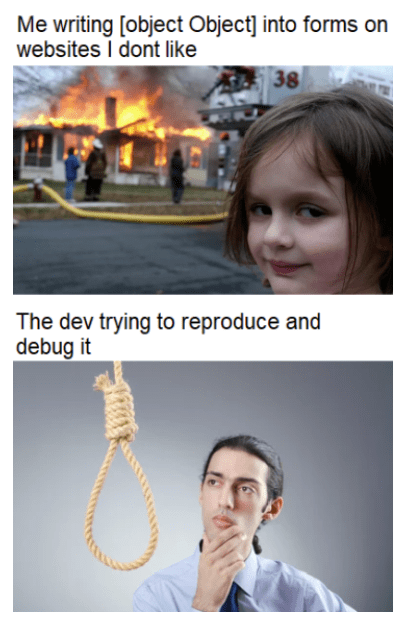 Me writing [object Object] into forms on
websites I dont like
38
The dev trying to reproduce and
debug it